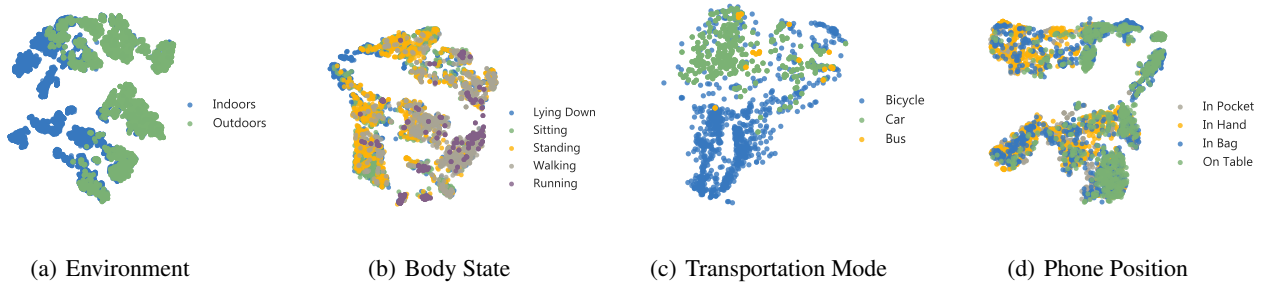 Indoors
Outdoors
Lying Down
Sitting
Standing
Walking
Running
Bicycle
Car
Bus
In Pocket
In Hand
In Bag
On Table
(a) Environment
(b) Body State
(c) Transportation Mode
(d) Phone Position